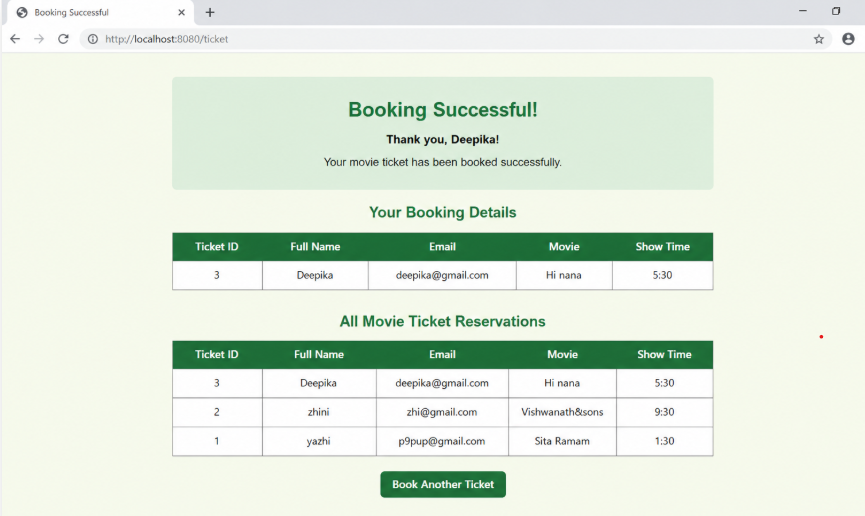 Booking Successful
http://localhost:8080/ticket
Booking Successful!
Thank you, Deepika!
Your movie ticket has been booked successfully.
Your Booking Details
Ticket ID Full Name Email Movie Show Time
3 Deepika deepika@gmail.com Hi nana 5:30
All Movie Ticket Reservations
Ticket ID Full Name Email Movie Show Time
3 Deepika deepika@gmail.com Hi nana 5:30
2 zhini zhi@gmail.com Vishwanath&sons 9:30
1 yazhi p9pup@gmail.com Sita Ramam 1:30
Book Another Ticket